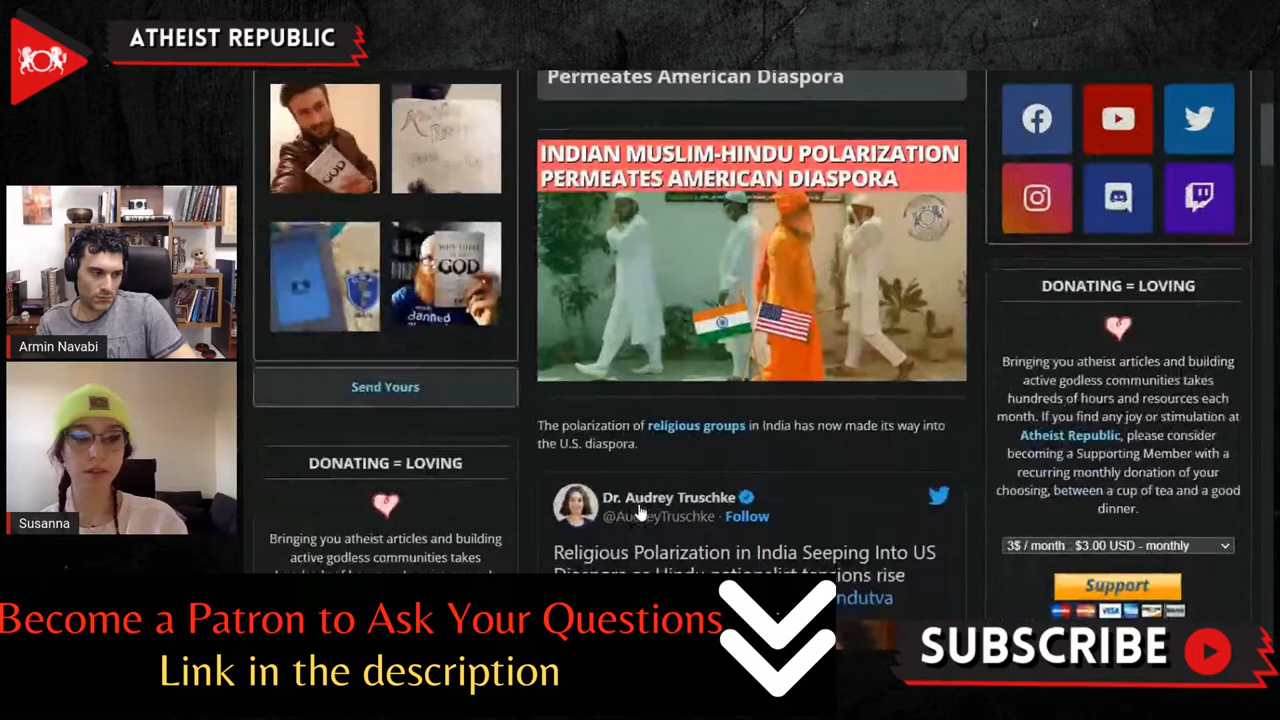 ATHEIST REPUBLIC
Armin Navabi
Susanna
GOD
GOD
Send Yours
DONATING = LOVING
Bringing you atheist articles and building
active godless communities takes
Permeates American Diaspora
INDIAN MUSLIM-HINDU POLARIZATION
PERMEATES AMERICAN DIASPORA
The polarization of religious groups in India has now made its way into
the U.S. diaspora.
Dr. Audrey Truschke
@AudreyTruschke · Follow
Religious Polarization in India Seeping Into US
DONATING = LOVING
Bringing you atheist articles and building
active godless communities takes
hundreds of hours and resources each
month. If you find any joy or stimulation at
Atheist Republic, please consider
becoming a Supporting Member with a
recurring monthly donation of your
choosing, between a cup of tea and a good
dinner.
3$ / month : $3.00 USD - monthly
Support
VISA
Become a Patron to Ask Your Questions
Link in the description
SUBSCRIBE